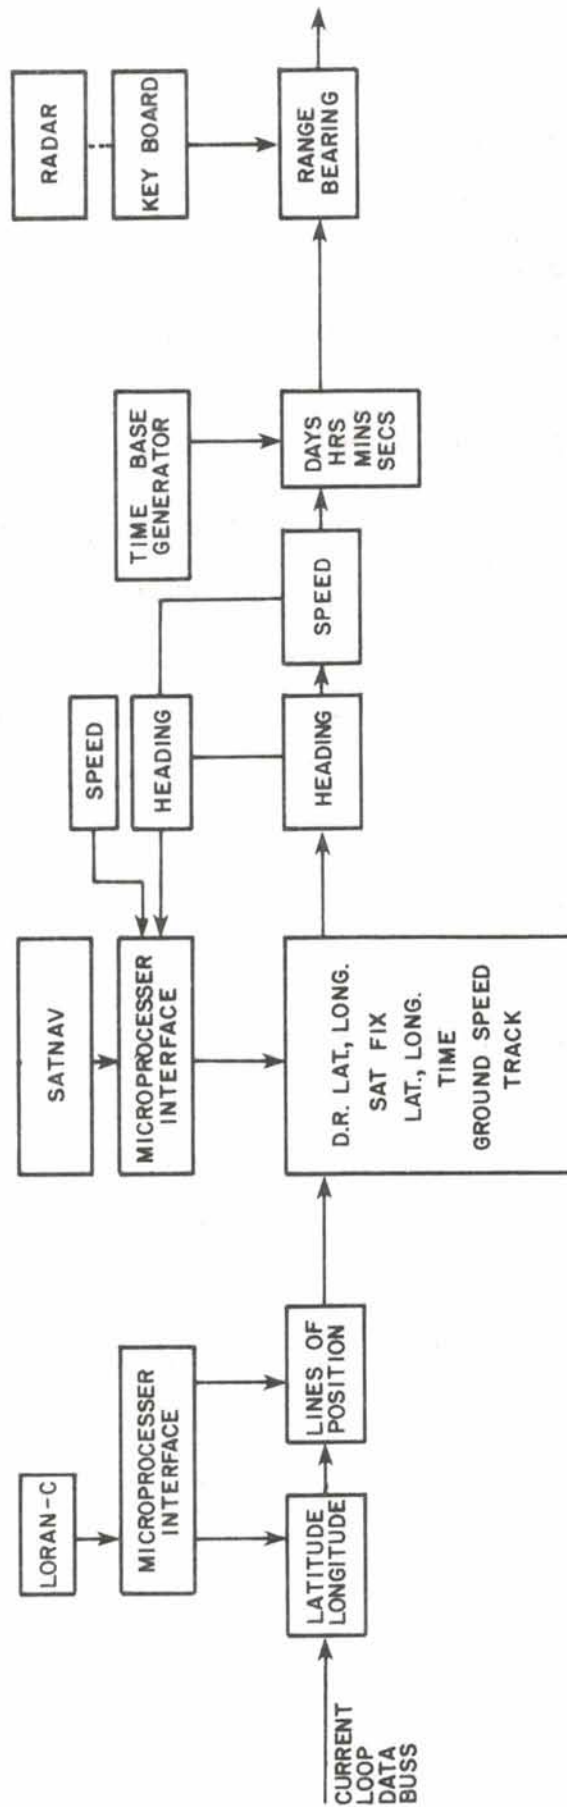 CURRENT
LOOP
DATA
BUSS
LORAN-C
MICROPROCESSER
INTERFACE
LATITUDE
LONGITUDE
LINES OF
POSITION
SATNAV
MICROPROCESSER
INTERFACE
D.R. LAT., LONG.
SAT FIX
LAT., LONG.
TIME
GROUND SPEED
TRACK
SPEED
HEADING
HEADING
SPEED
TIME BASE
GENERATOR
DAYS
HRS
MINS
SECS
RADAR
KEY BOARD
RANGE
BEARING